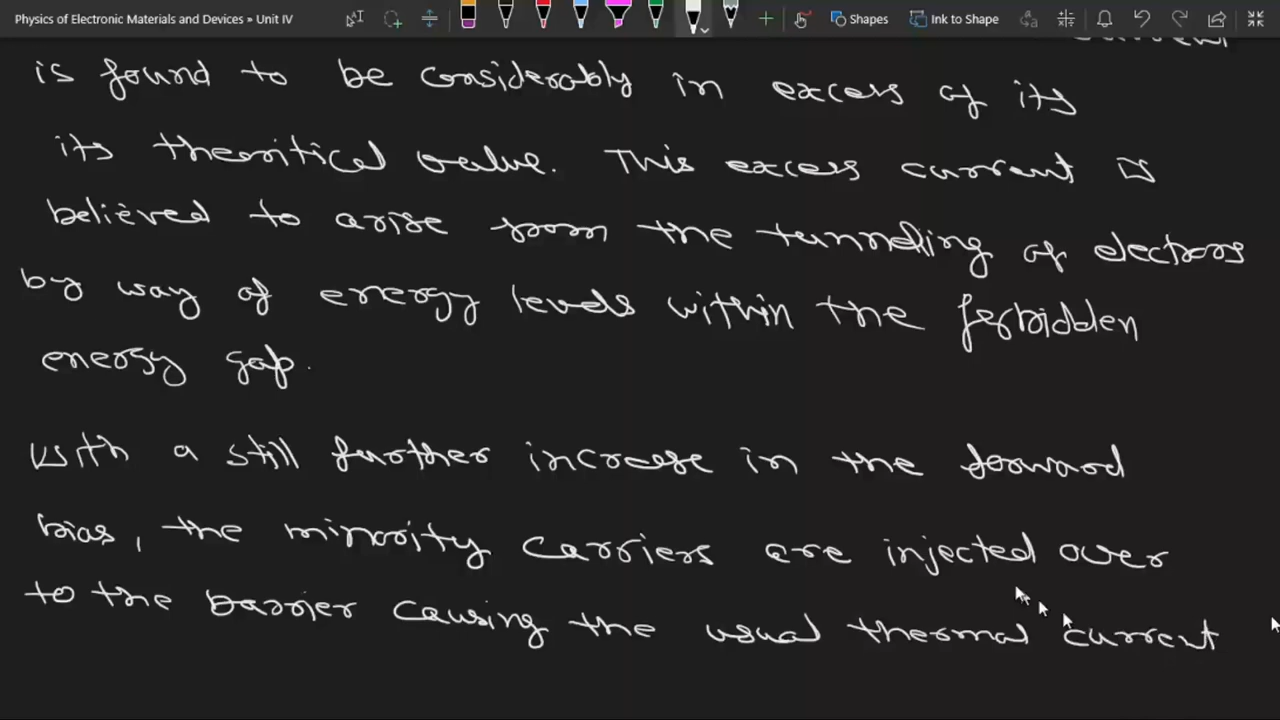 Physics of Electronic Materials and Devices » Unit IV
Shapes
Ink to Shape
current
is found to be considerably in excess of its
its theoritical value. This excess current is
believed to arise from the tunneling of electrons
by way of energy levels within the forbidden
energy gap.
with a still further increase in the forward
bias, the minority carriers are injected over
to the barrier causing the usual thermal current